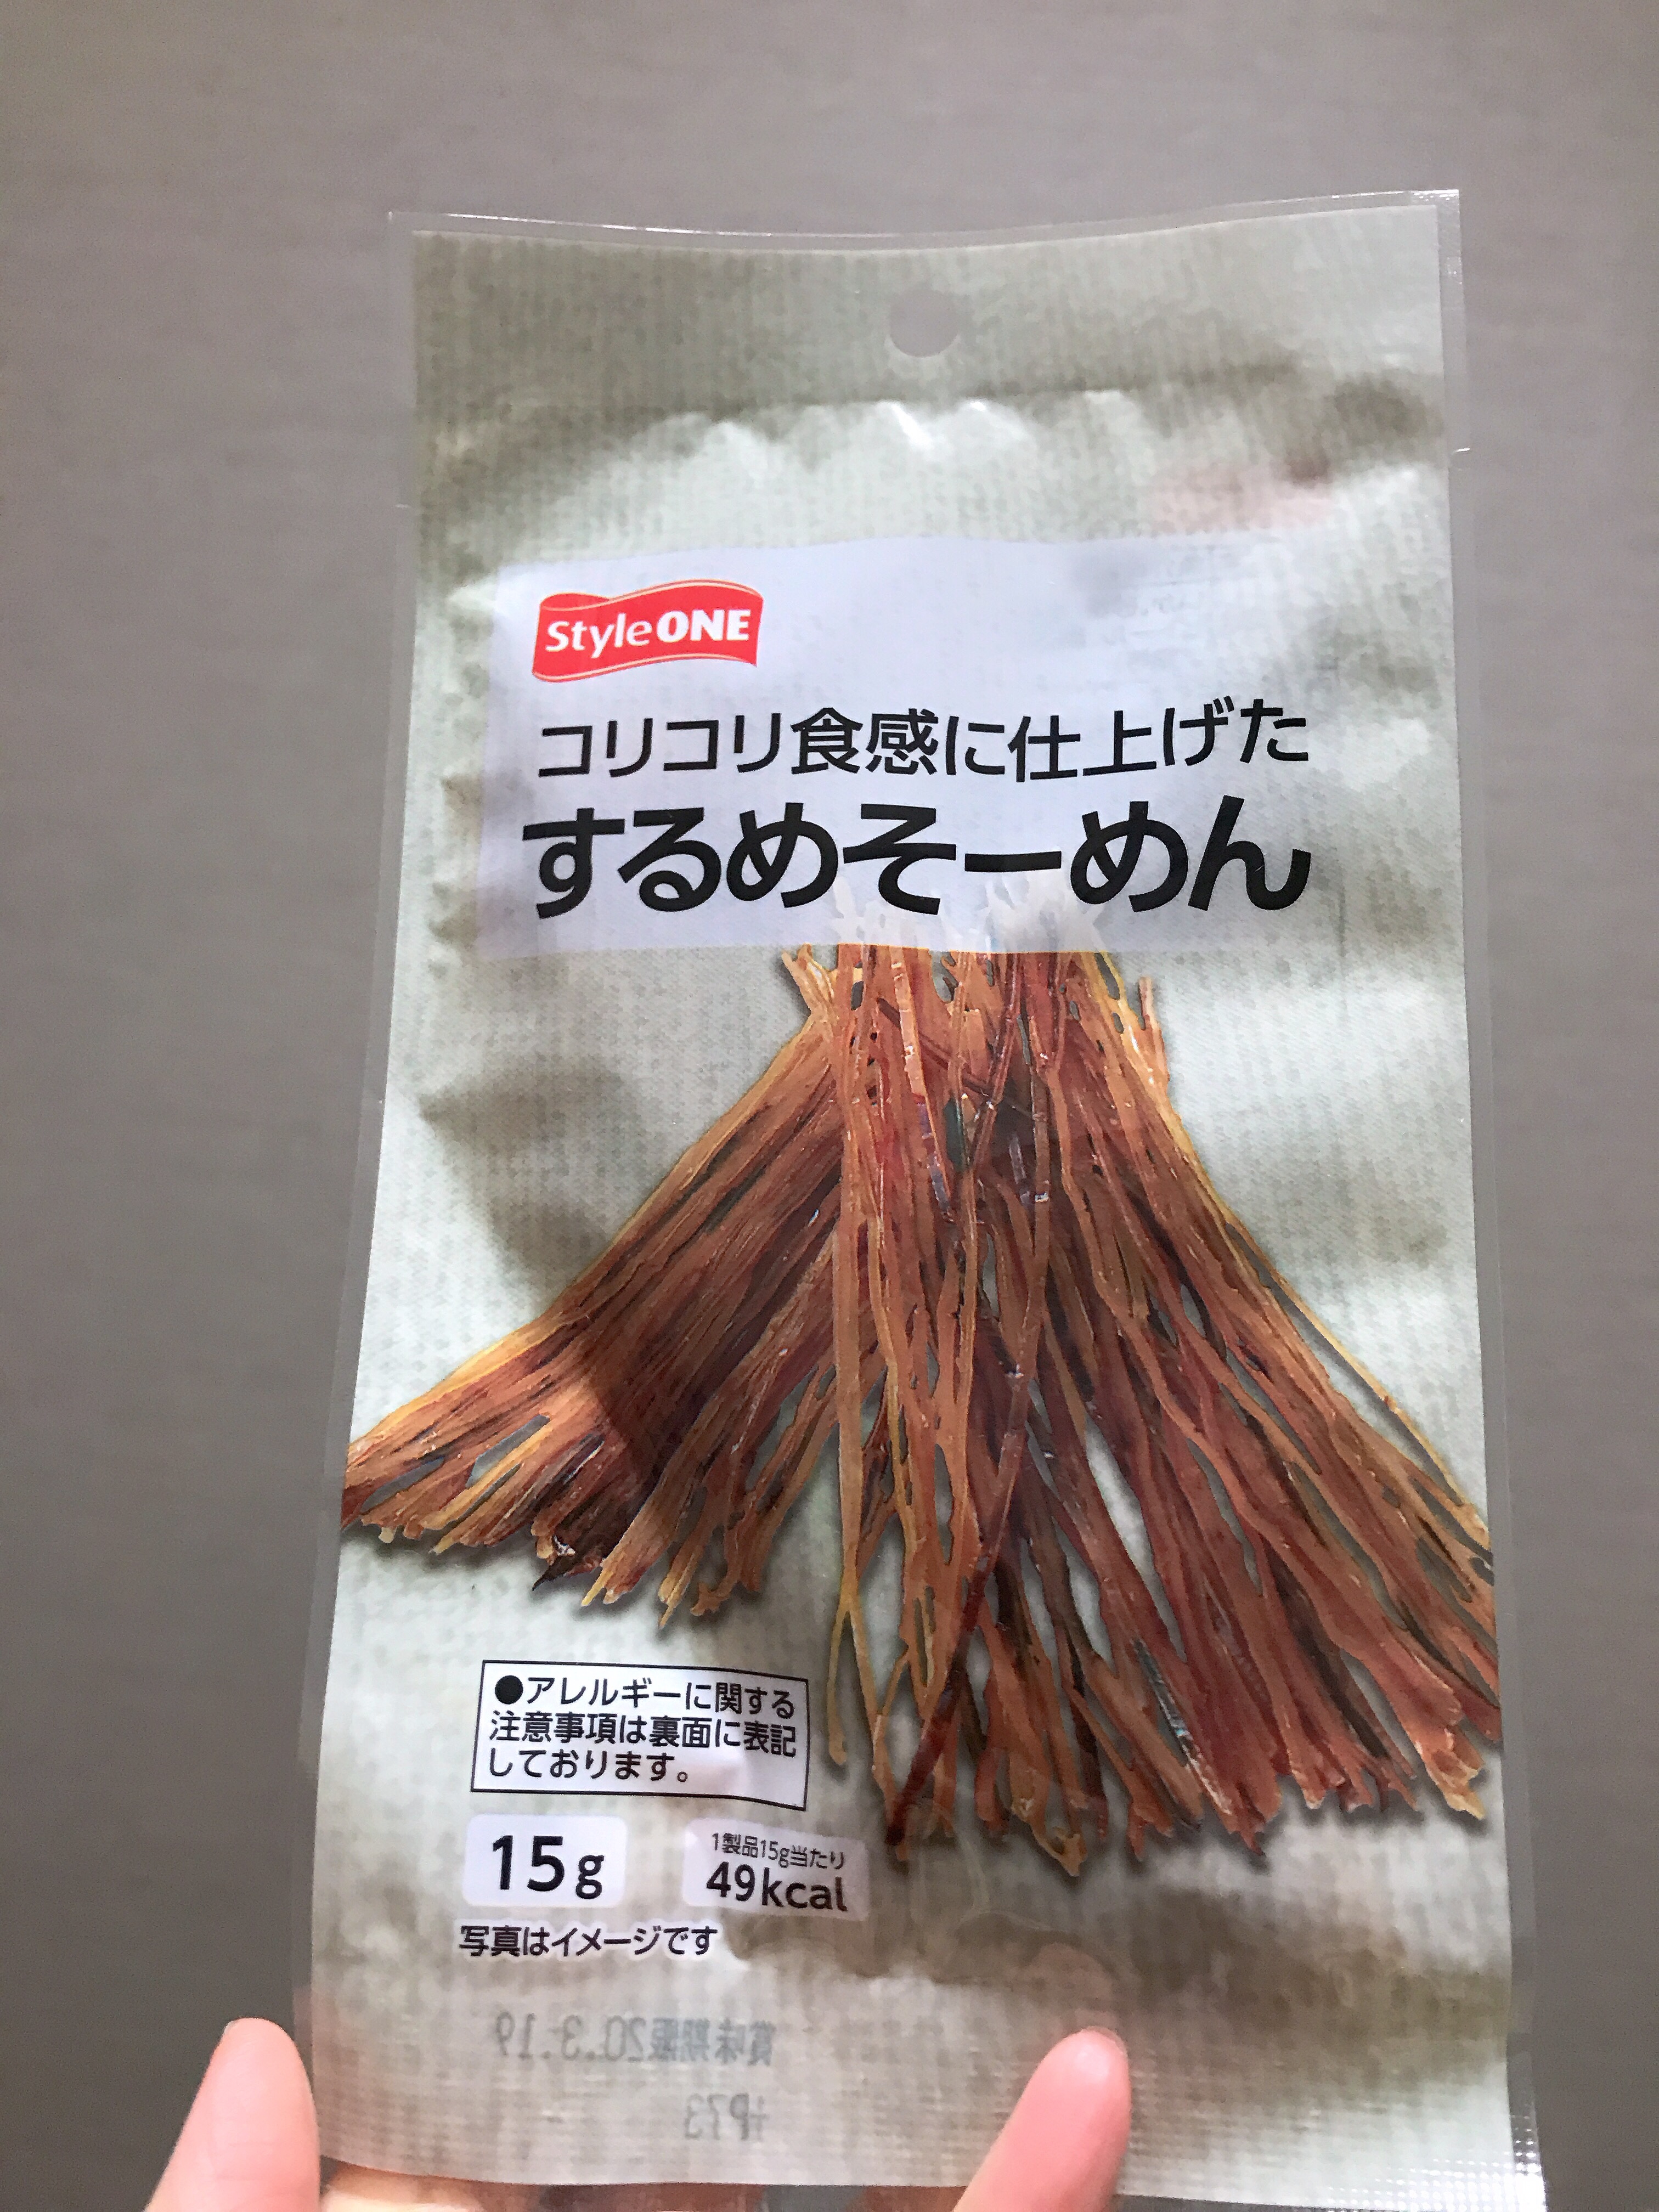 StyleONE
コリコリ食感に仕上げた
するめそーめん
●アレルギーに関する
注意事項は裏面に表記
しております。
15g
1製品15g当たり
49kcal
写真はイメージです
賞味期限20.3.19